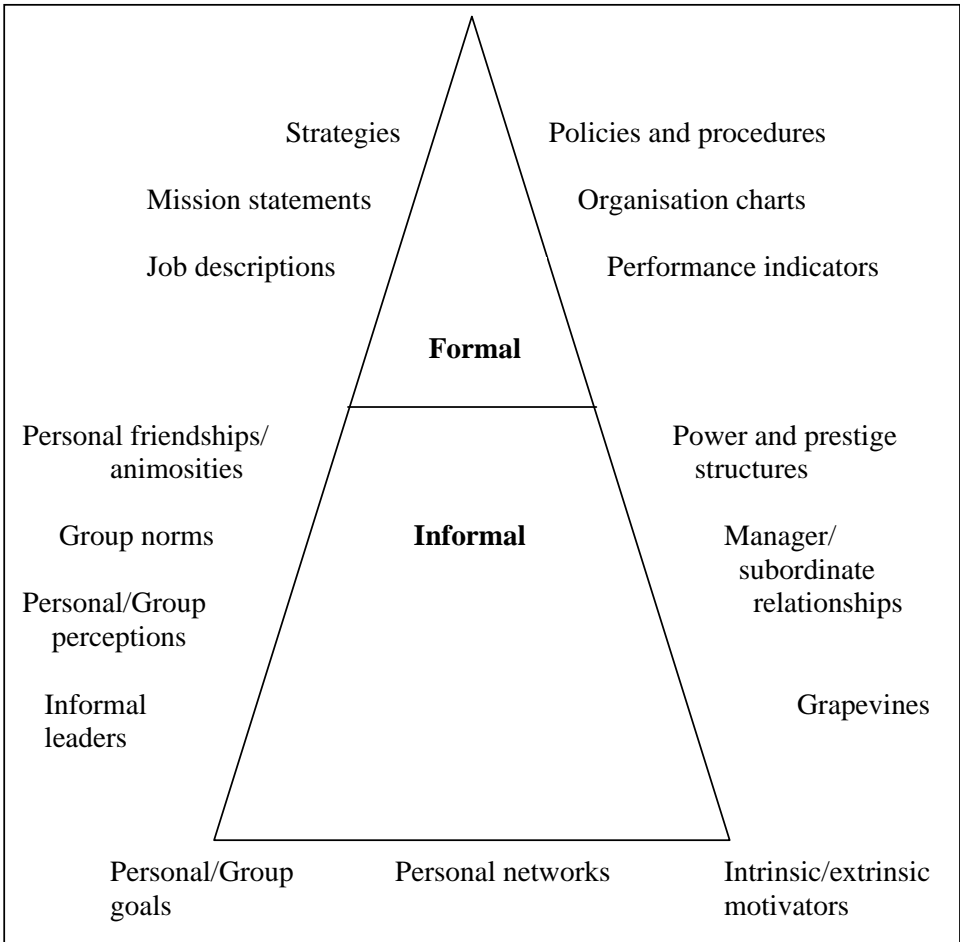 Strategies
Policies and procedures
Mission statements
Organisation charts
Job descriptions
Performance indicators
Formal
Personal friendships/
animosities
Power and prestige
structures
Group norms
Informal
Manager/
subordinate
relationships
Personal/Group
perceptions
Informal
leaders
Grapevines
Personal/Group
goals
Personal networks
Intrinsic/extrinsic
motivators